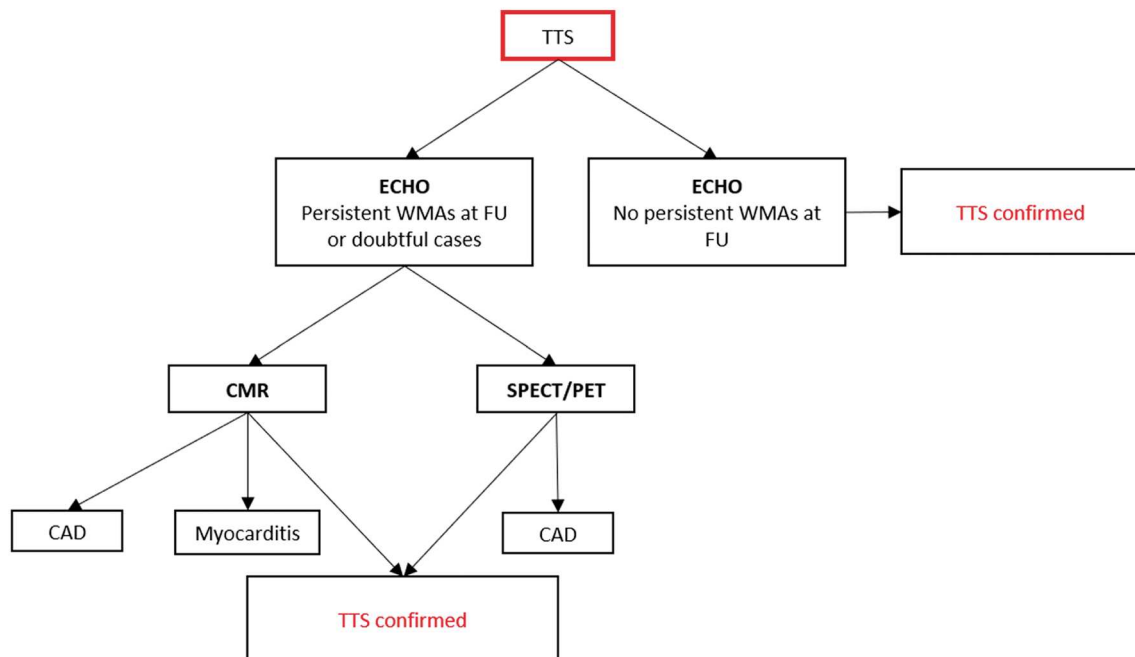 TTS
ECHO
Persistent WMAs at FU
or doubtful cases
ECHO
No persistent WMAs at
FU
TTS confirmed
CMR
SPECT/PET
CAD
Myocarditis
CAD
TTS confirmed